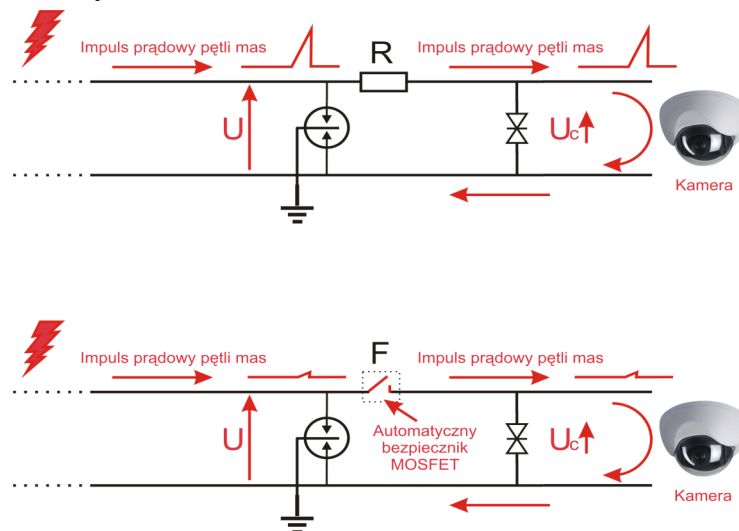 Impuls prądowy pętli mas
R
Impuls prądowy pętli mas
U
Uc
Kamera
Impuls prądowy pętli mas
F
Impuls prądowy pętli mas
U
Automatyczny
bezpiecznik
MOSFET
Uc
Kamera